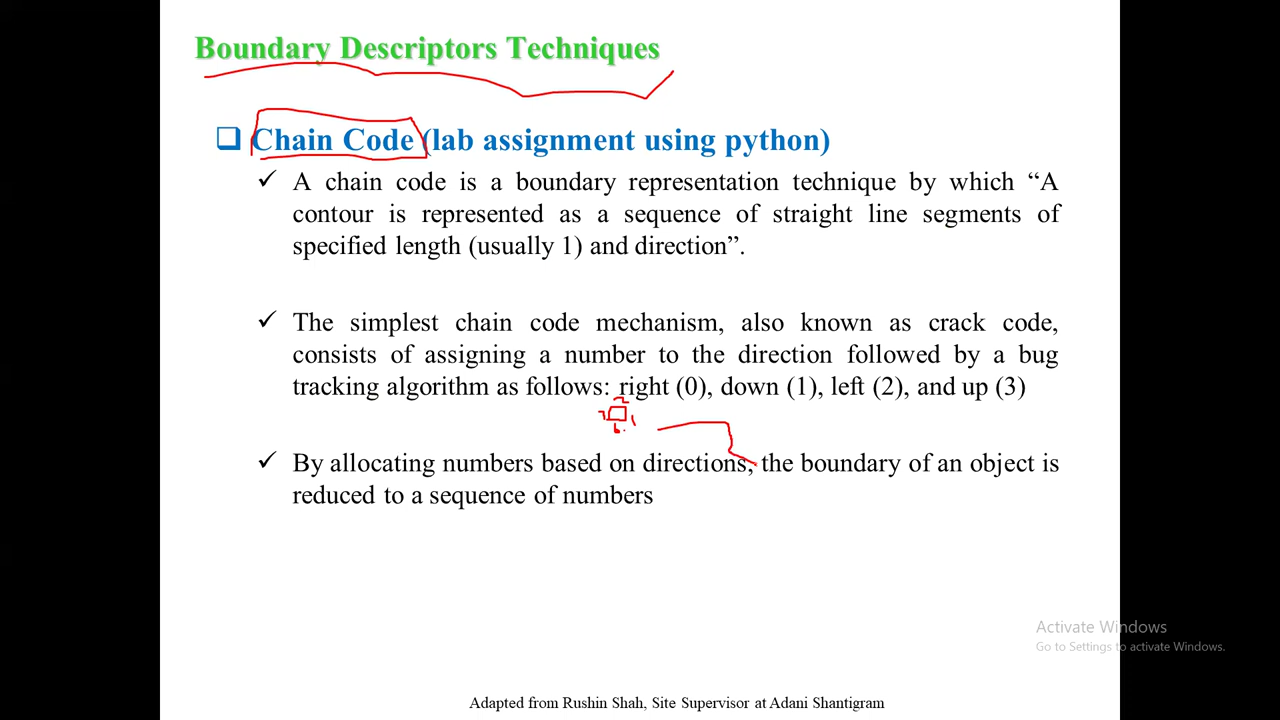 Boundary Descriptors Techniques
❑ Chain Code (lab assignment using python)
✓ A chain code is a boundary representation technique by which “A
contour is represented as a sequence of straight line segments of
specified length (usually 1) and direction”.
✓ The simplest chain code mechanism, also known as crack code,
consists of assigning a number to the direction followed by a bug
tracking algorithm as follows: right (0), down (1), left (2), and up (3)
✓ By allocating numbers based on directions, the boundary of an object is
reduced to a sequence of numbers
Activate Windows
Go to Settings to activate Windows.
Adapted from Rushin Shah, Site Supervisor at Adani Shantigram